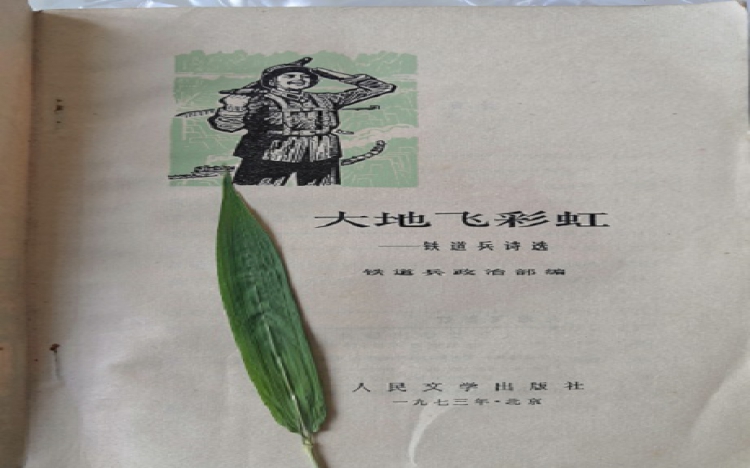 大地飞彩虹
——铁道兵诗选
铁道兵政治部编
人民文学出版社
一九七三年·北京